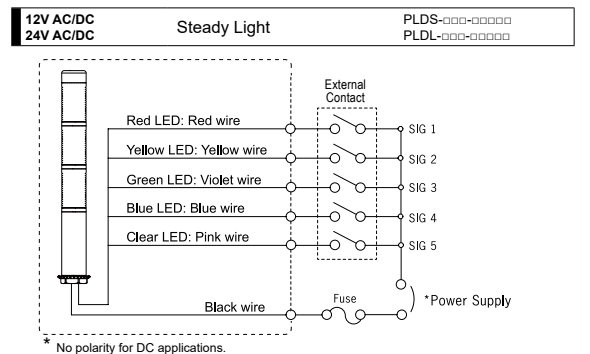 12V AC/DC
24V AC/DC
Steady Light
PLDS-□□□-□□□□□
PLDL-□□□-□□□□□
External
Contact
Red LED: Red wire
SIG 1
Yellow LED: Yellow wire
SIG 2
Green LED: Violet wire
SIG 3
Blue LED: Blue wire
SIG 4
Clear LED: Pink wire
SIG 5
Black wire
Fuse
*Power Supply
* No polarity for DC applications.